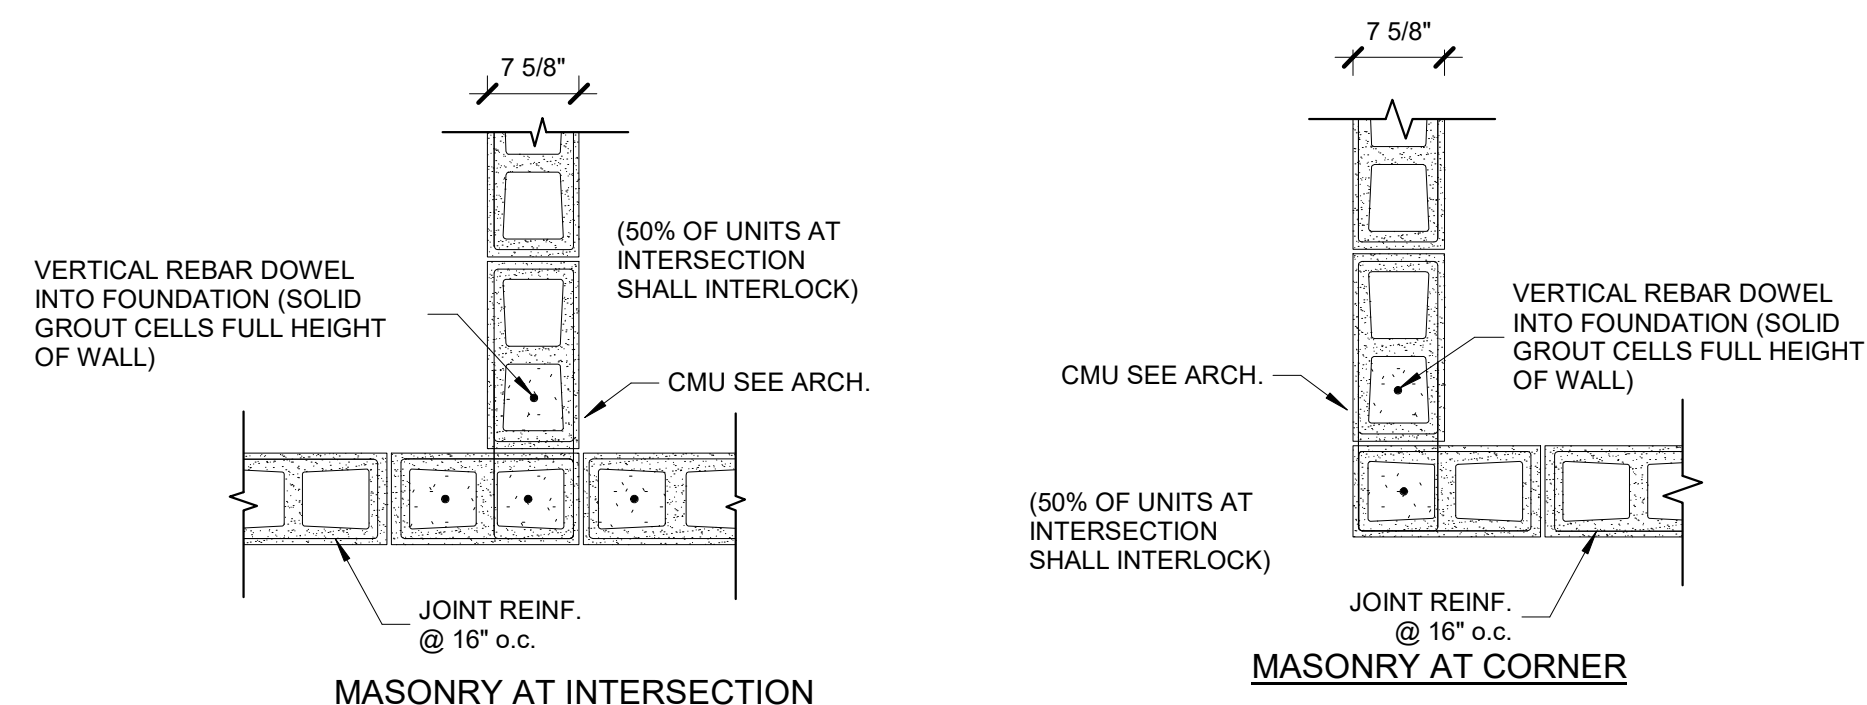 7 5/8"
VERTICAL REBAR DOWEL
INTO FOUNDATION (SOLID
GROUT CELLS FULL HEIGHT
OF WALL)
(50% OF UNITS AT
INTERSECTION
SHALL INTERLOCK)
CMU SEE ARCH.
JOINT REINF.
@ 16" o.c.
MASONRY AT INTERSECTION
7 5/8"
VERTICAL REBAR DOWEL
INTO FOUNDATION (SOLID
GROUT CELLS FULL HEIGHT
OF WALL)
CMU SEE ARCH.
(50% OF UNITS AT
INTERSECTION
SHALL INTERLOCK)
JOINT REINF.
@ 16" o.c.
MASONRY AT CORNER